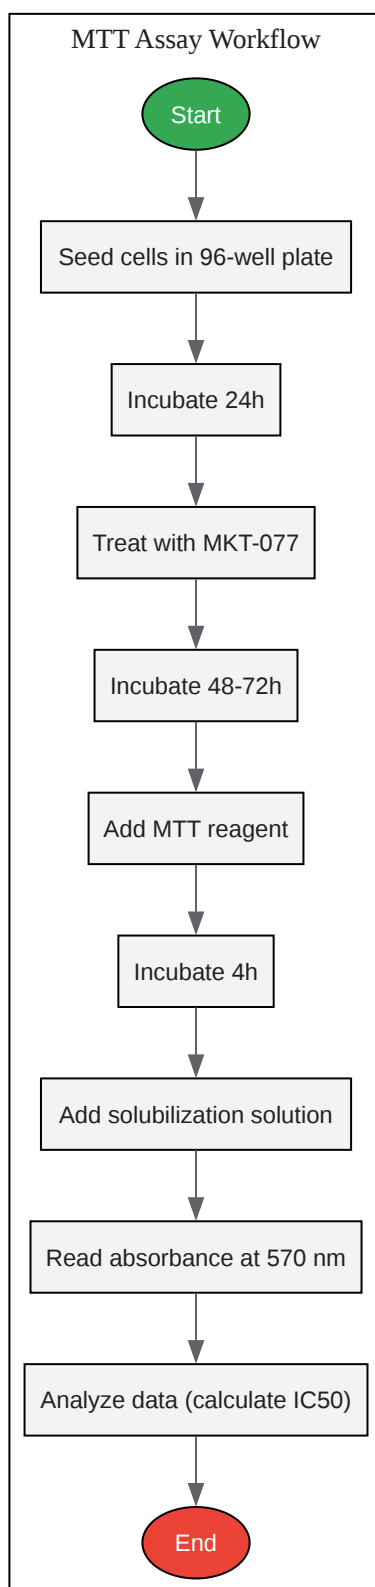 MTT Assay Workflow
Start
Seed cells in 96-well plate
Incubate 24h
Treat with MKT-077
Incubate 48-72h
Add MTT reagent
Incubate 4h
Add solubilization solution
Read absorbance at 570 nm
Analyze data (calculate IC50)
End